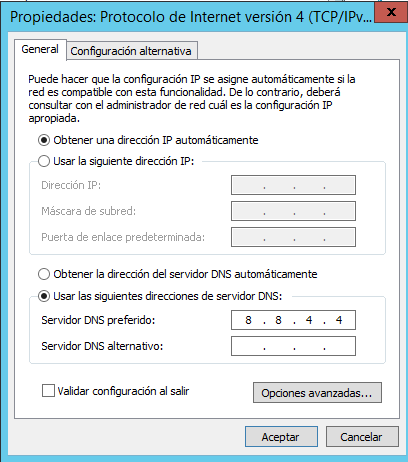 Propiedades: Protocolo de Internet versión 4 (TCP/IPv...
x
General
Configuración alternativa
Puede hacer que la configuración IP se asigne automáticamente si la
red es compatible con esta funcionalidad. De lo contrario, deberá
consultar con el administrador de red cuál es la configuración IP
apropiada.
Obtener una dirección IP automáticamente
Usar la siguiente dirección IP:
Dirección IP:
. . .
Máscara de subred:
. . .
Puerta de enlace predeterminada:
. . .
Obtener la dirección del servidor DNS automáticamente
Usar las siguientes direcciones de servidor DNS:
Servidor DNS preferido:
8 . 8 . 4 . 4
Servidor DNS alternativo:
. . .
Validar configuración al salir
Opciones avanzadas...
Aceptar
Cancelar